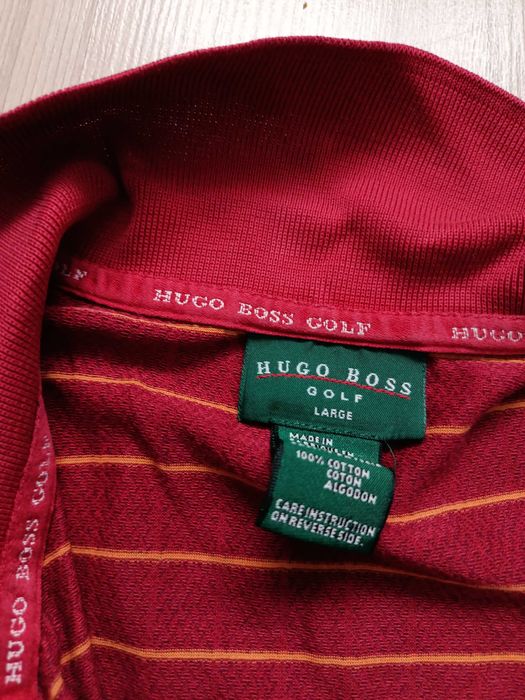 OLF
HUGO BOSS GOLF
HUGO
HUGO BOSS
GOLF
LARGE
MADE IN
100% COTTON
COTON
ALGODON
CARE INSTRUCTION
ON REVERSE SIDE.
HUGO BOSS GOLF